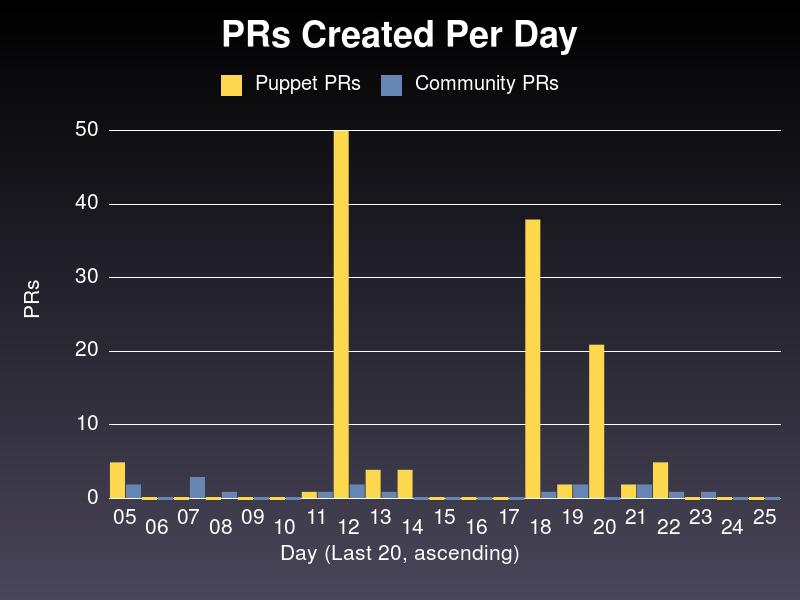 PRs Created Per Day
Puppet PRs Community PRs
50
40
30
20
10
0
PRs
05 06 07 08 09 10 11 12 13 14 15 16 17 18 19 20 21 22 23 24 25
Day (Last 20, ascending)